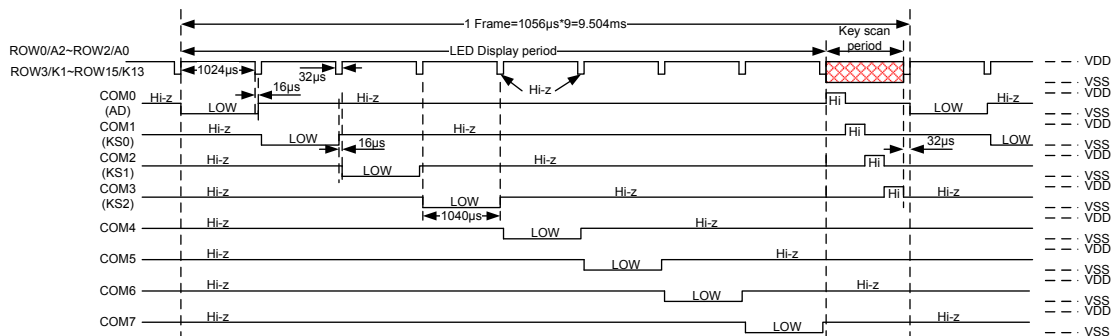 1 Frame=1056µs*9=9.504ms
Key scan
period
ROW0/A2~ROW2/A0
LED Display period
VDD
ROW3/K1~ROW15/K13
1024µs
32µs
Hi-z
VSS
16µs
VDD
COM0
(AD)
Hi-z
LOW
Hi-z
Hi
LOW
Hi-z
VSS
VDD
COM1
(KS0)
Hi-z
LOW
16µs
Hi-z
Hi
32µs
LOW
VSS
VDD
COM2
(KS1)
Hi-z
LOW
Hi-z
Hi
VSS
VDD
COM3
(KS2)
Hi-z
LOW
1040µs
Hi-z
Hi
Hi-z
VSS
VDD
COM4
Hi-z
LOW
Hi-z
VSS
VDD
COM5
Hi-z
LOW
Hi-z
VSS
VDD
COM6
Hi-z
LOW
Hi-z
VSS
VDD
COM7
Hi-z
LOW
Hi-z
VSS